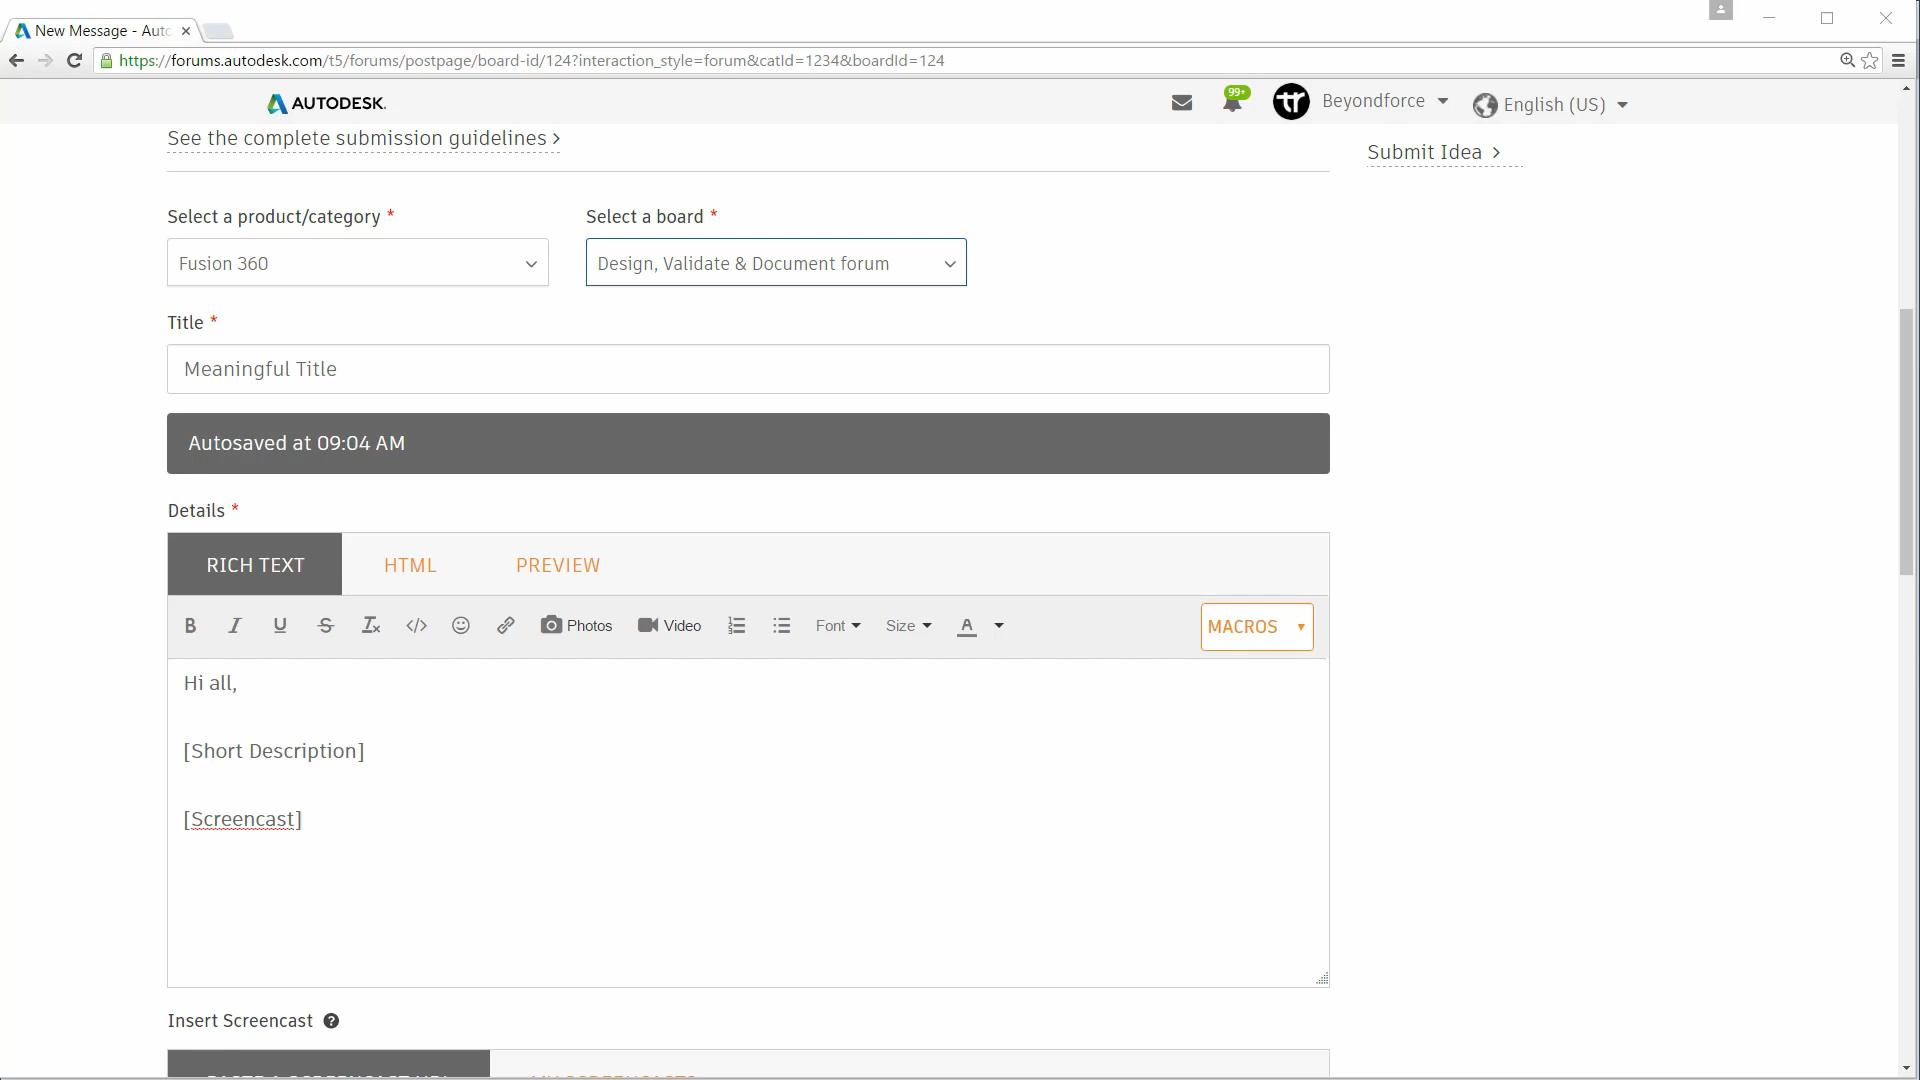 New Message - Auto
https://forums.autodesk.com/t5/forums/postpage/board-id/124?interaction_style=forum&catId=1234&boardId=124
AUTODESK.
99+
tr
Beyondforce
English (US)
See the complete submission guidelines >
Submit Idea >
Select a product/category *
Select a board *
Fusion 360
Design, Validate & Document forum
Title *
Meaningful Title
Autosaved at 09:04 AM
Details *
RICH TEXT
HTML
PREVIEW
B I U S Tx </> Photos Video Font Size A
MACROS
Hi all,
[Short Description]
[Screencast]
Insert Screencast ?